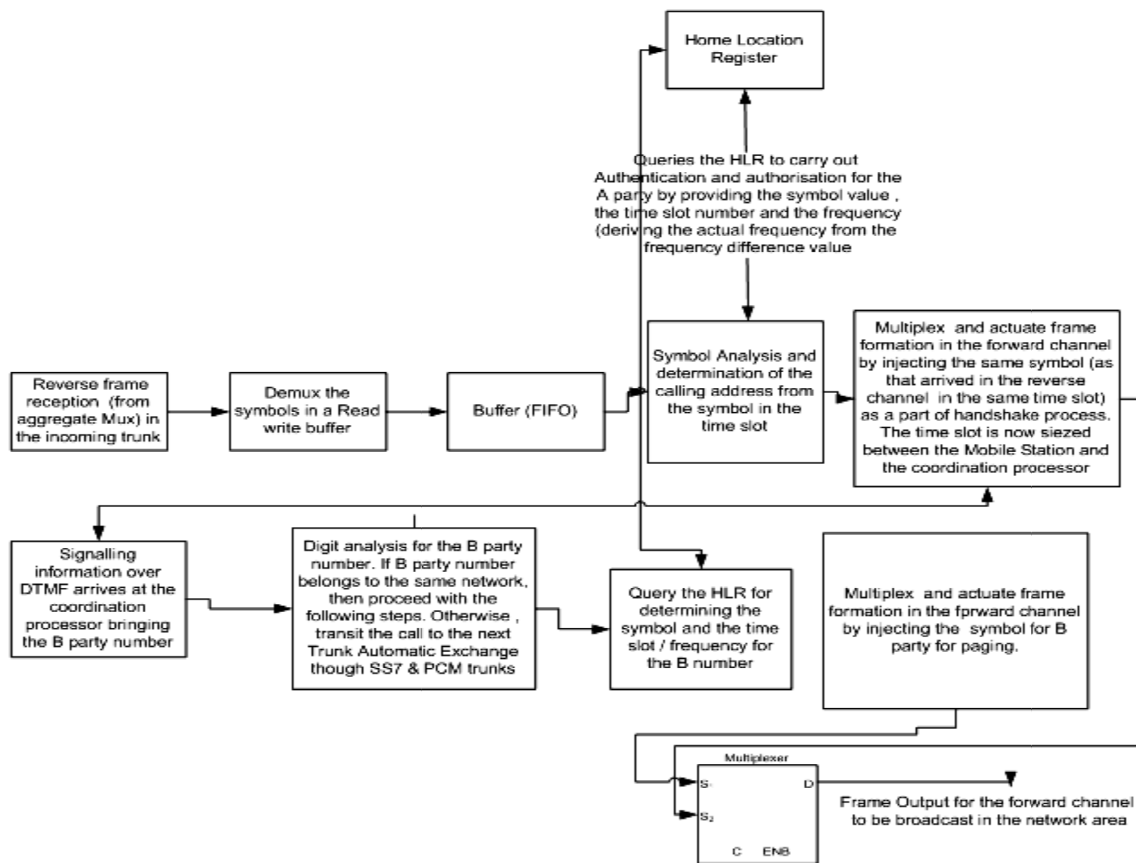 Home Location
Register
Queries the HLR to carry out
Authentication and authorisation for the
A party by providing the symbol value ,
the time slot number and the frequency
(deriving the actual frequency from the
frequency difference value
Reverse frame
reception (from
aggregate Mux) in
the incoming trunk
Demux the
symbols in a Read
write buffer
Buffer (FIFO)
Symbol Analysis and
determination of the
calling address from
the symbol in the
time slot
Multiplex and actuate frame
formation in the forward channel
by injecting the same symbol (as
that arrived in the reverse
channel in the same time slot)
as a part of handshake process.
The time slot is now siezed
between the Mobile Station and
the coordination processor
Signalling
information over
DTMF arrives at the
coordination
processor bringing
the B party number
Digit analysis for the B party
number. If B party number
belongs to the same network,
then proceed with the
following steps. Otherwise ,
transit the call to the next
Trunk Automatic Exchange
though SS7 & PCM trunks
Query the HLR for
determining the
symbol and the time
slot / frequency for
the B number
Multiplex and actuate frame
formation in the fprward channel
by injecting the symbol for B
party for paging.
Multiplexer
S1
D
S2
C ENB
Frame Output for the forward channel
to be broadcast in the network area